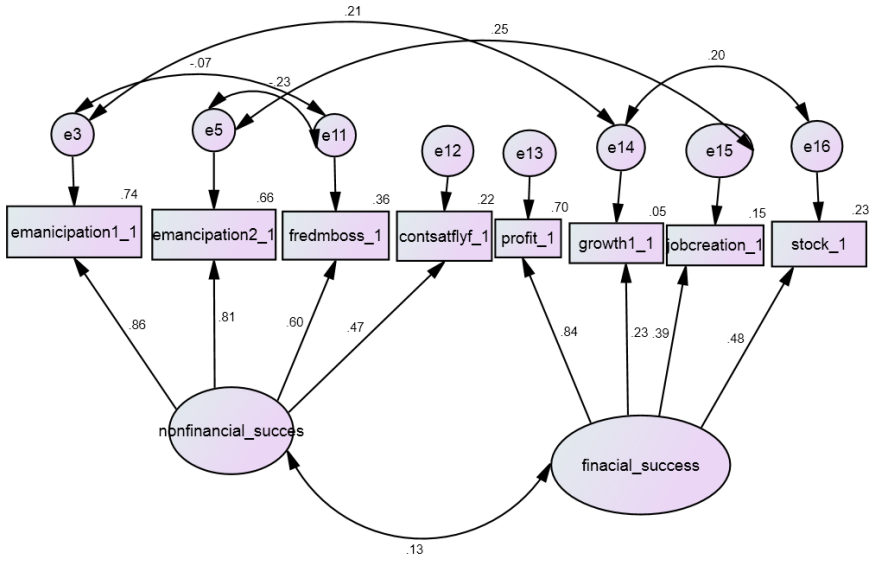 .21
.25
-.07
-.23
.20
e3
e5
e11
e12
e13
e14
e15
e16
.74
.66
.36
.22
.70
.05
.15
.23
emanicipation1_1
emancipation2_1
fredmboss_1
contsatflyf_1
profit_1
growth1_1
jobcreation_1
stock_1
.86
.81
.60
.47
.84
.23
.39
.48
nonfinancial_succes
finacial_success
.13